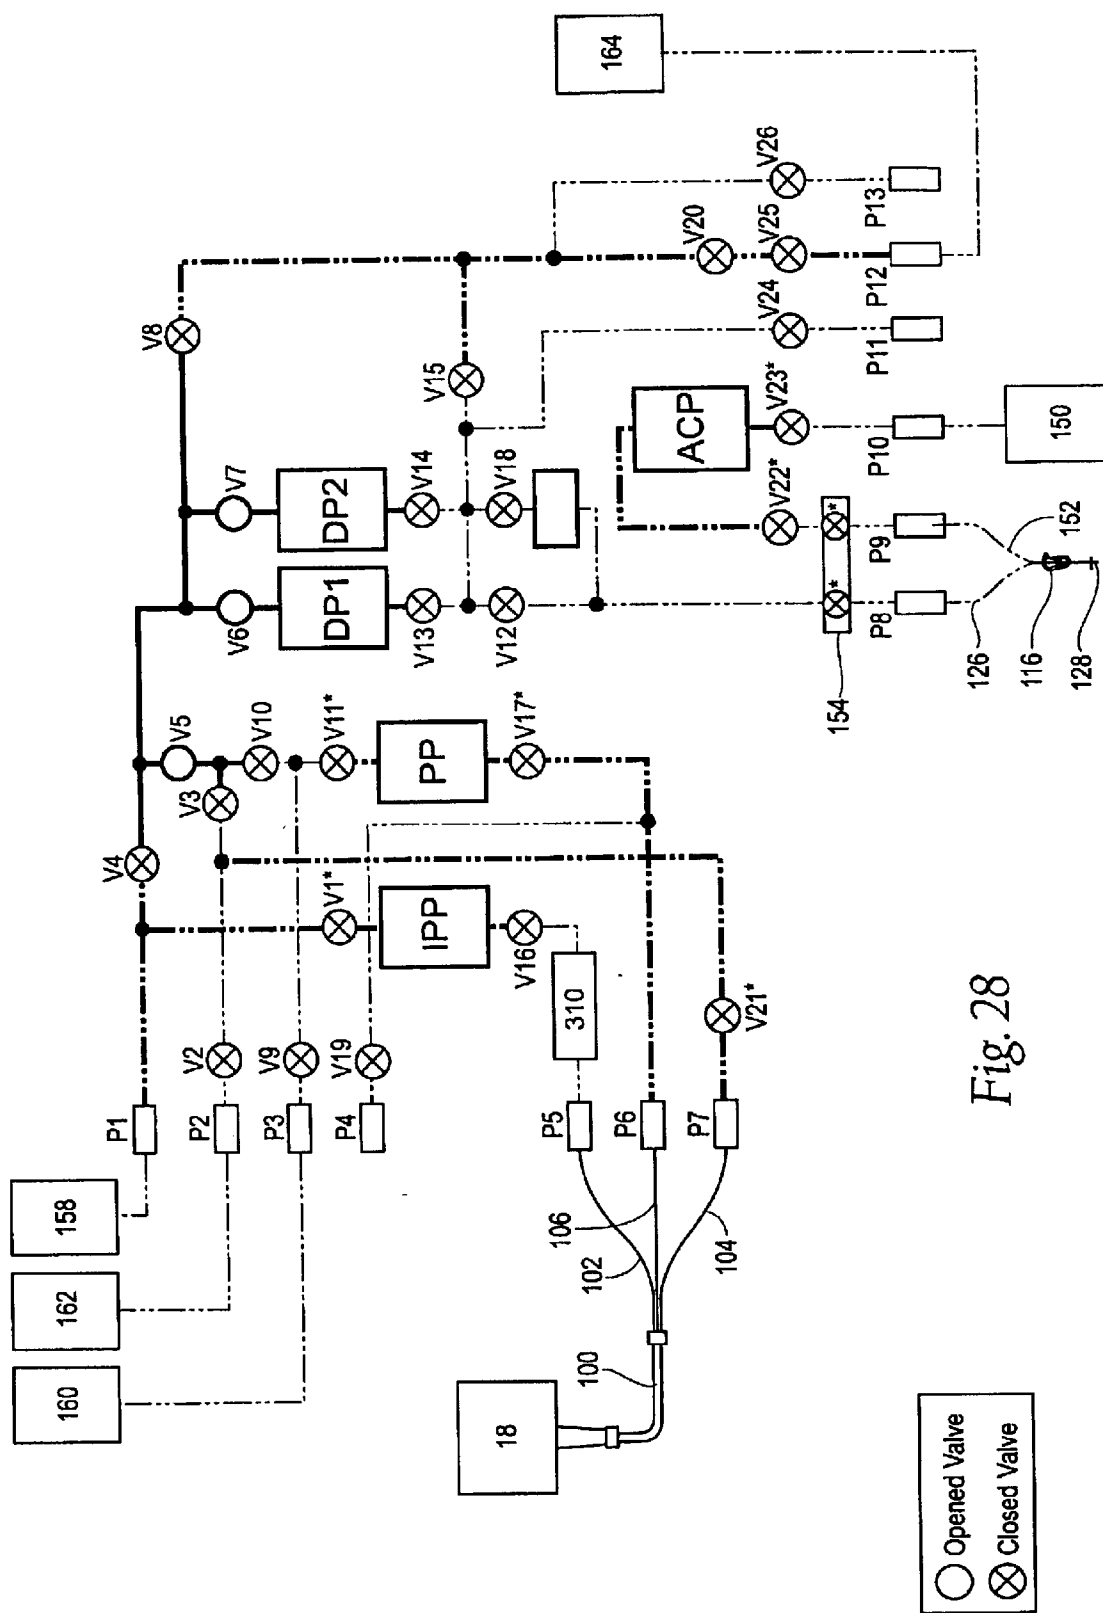 160
162
158
P1
P2
P3
P4
V2
V9
V19
V4
V3
V5
V10
V1*
V11*
IPP
PP
V16
V17*
310
P5
P6
P7
V21*
102
106
104
100
18
V6
V7
V8
DP1
DP2
V13
V14
V15
V12
V18
ACP
V22*
V23*
V24
V20
V25
V26
154
*
*
P8
P9
P10
P11
P12
P13
126
116
128
152
150
164
Opened Valve
Closed Valve
Fig. 28